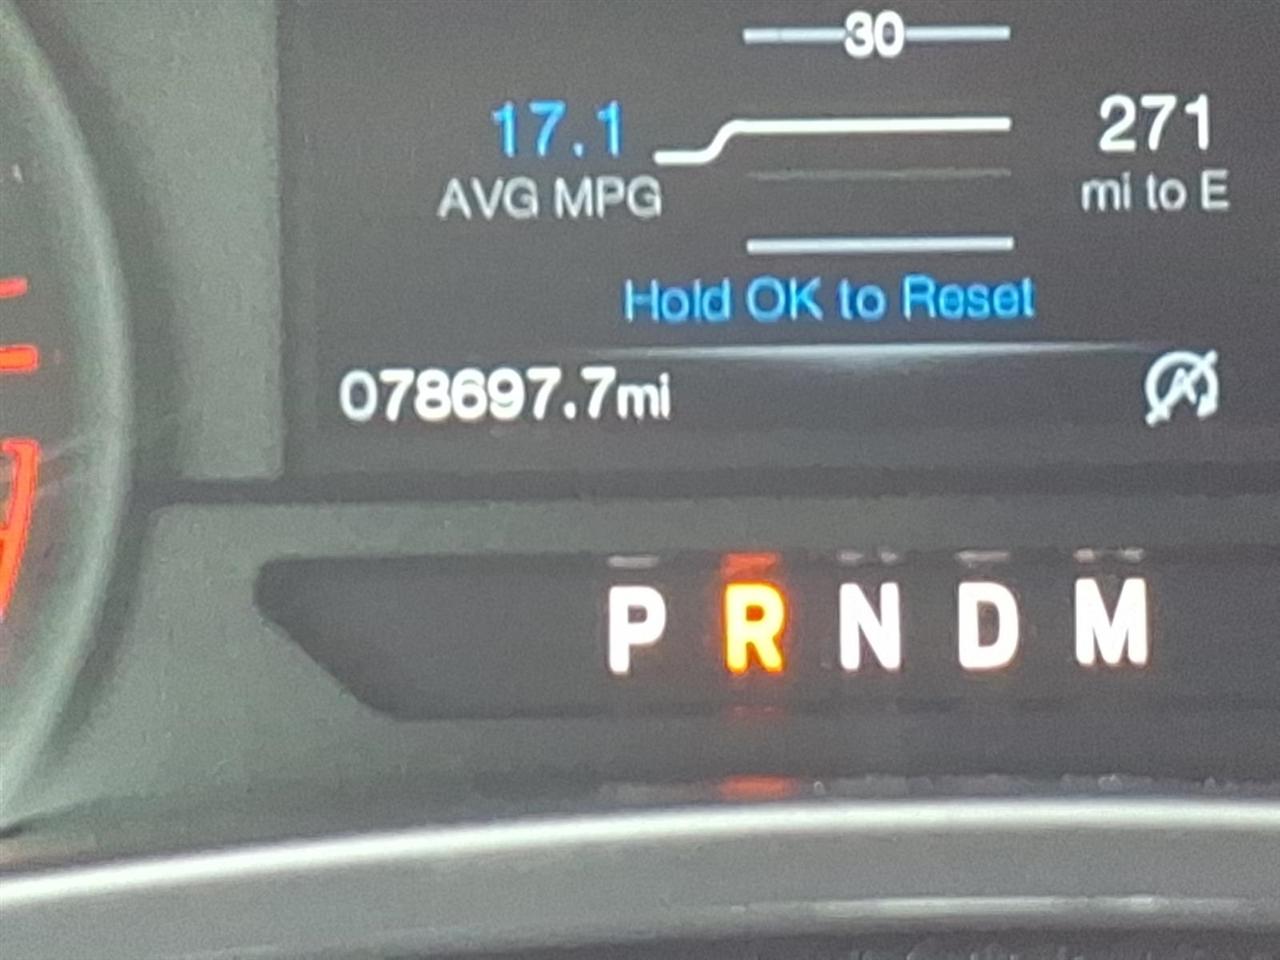 30
17.1
271
AVG MPG
mi to E
Hold OK to Reset
078697.7mi
A
P R N D M